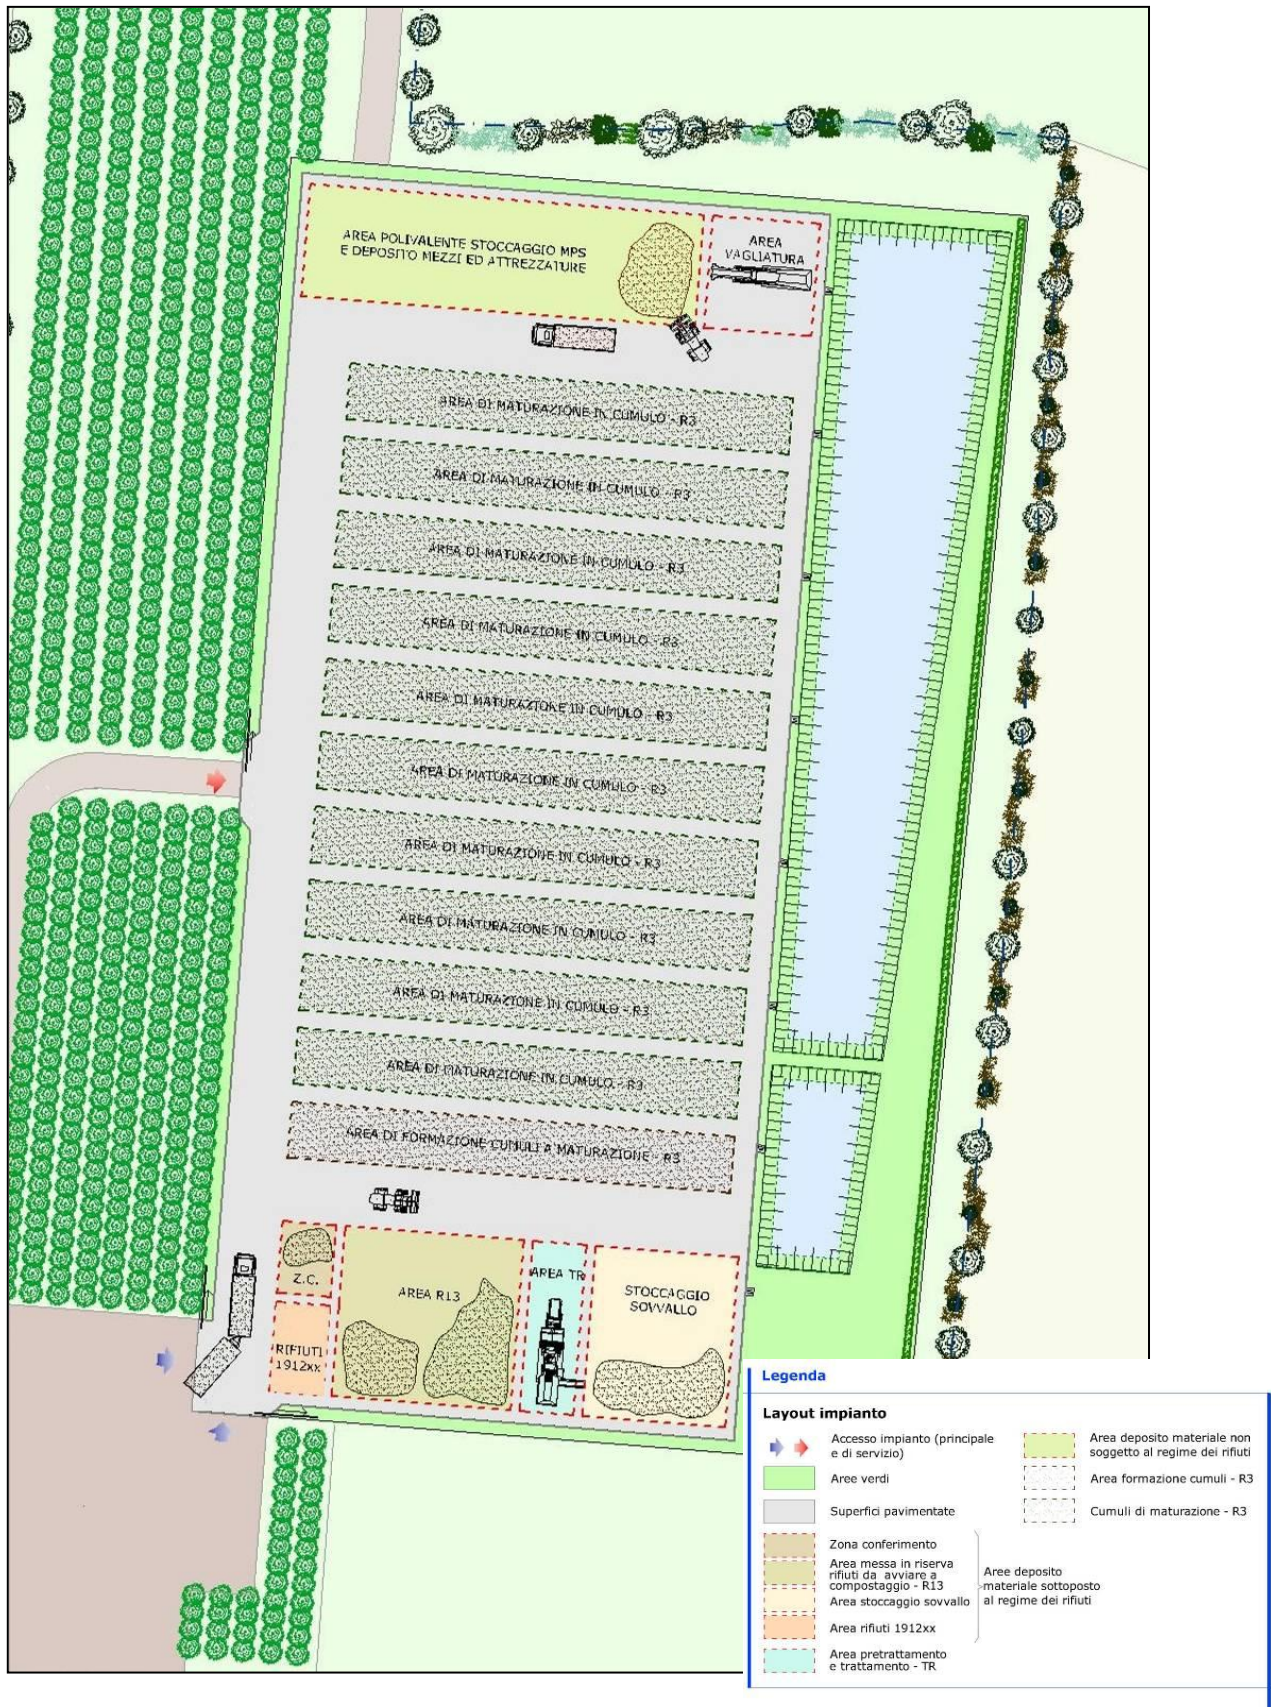 AREA POLIVALENTE STOCCAGGIO MPS
E DEPOSITO MEZZI ED ATTREZZATURE
AREA
VAGLIATURA
AREA DI MATURAZIONE IN CUMULO - R3
AREA DI MATURAZIONE IN CUMULO - R3
AREA DI MATURAZIONE IN CUMULO - R3
AREA DI MATURAZIONE IN CUMULO - R3
AREA DI MATURAZIONE IN CUMULO - R3
AREA DI MATURAZIONE IN CUMULO - R3
AREA DI MATURAZIONE IN CUMULO - R3
AREA DI MATURAZIONE IN CUMULO - R3
AREA DI MATURAZIONE IN CUMULO - R3
AREA DI MATURAZIONE IN CUMULO - R3
AREA DI FORMAZIONE CUMULI A MATURAZIONE - R3
Z.C.
RIFIUTI
1912xx
AREA R13
AREA TR
STOCCAGGIO
SOVVALLO
Legenda
Layout impianto
Accesso impianto (principale
e di servizio)
Aree verdi
Superfici pavimentate
Zona conferimento
Area messa in riserva
rifiuti da avviare a
compostaggio - R13
Area stoccaggio sovvallo
Area rifiuti 1912xx
Area pretrattamento
e trattamento - TR
Aree deposito
materiale sottoposto
al regime dei rifiuti
Area deposito materiale non
soggetto al regime dei rifiuti
Area formazione cumuli - R3
Cumuli di maturazione - R3